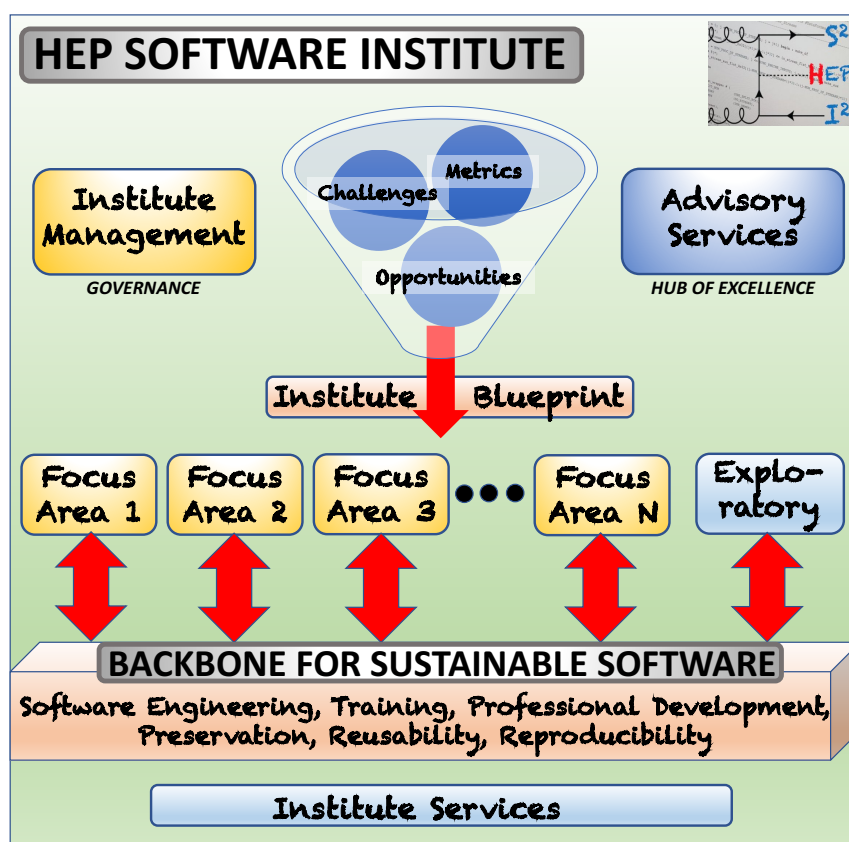 HEP SOFTWARE INSTITUTE
S²
HEP
I²
Institute
Management
GOVERNANCE
Challenges
Metrics
Opportunities
Advisory
Services
HUB OF EXCELLENCE
Institute Blueprint
Focus
Area 1
Focus
Area 2
Focus
Area 3
Focus
Area N
Explo-
ratory
BACKBONE FOR SUSTAINABLE SOFTWARE
Software Engineering, Training, Professional Development,
Preservation, Reusability, Reproducibility
Institute Services